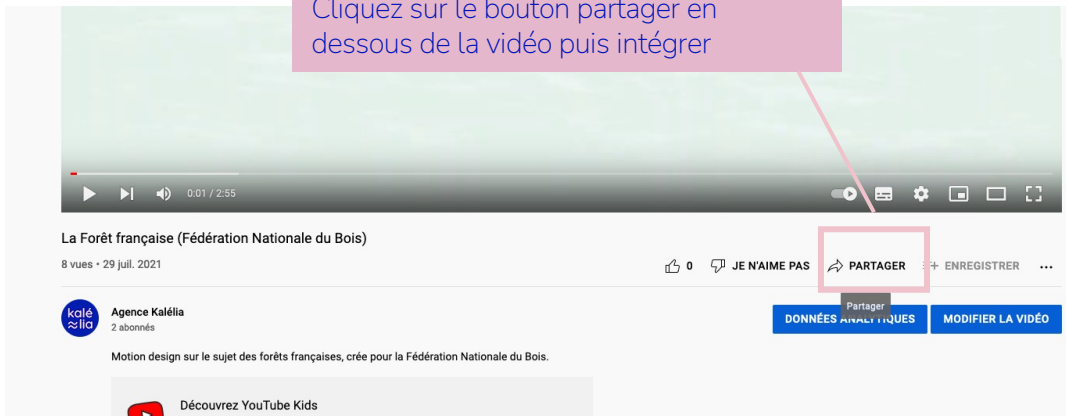 Cliquez sur le bouton partager en
dessous de la vidéo puis intégrer
0:01 / 2:55
La Forêt française (Fédération Nationale du Bois)
8 vues • 29 juil. 2021
0 JE N'AIME PAS PARTAGER ENREGISTRER ...
Partager
kalé
lia
Agence Kalélia
2 abonnés
DONNÉES ANALYTIQUES MODIFIER LA VIDÉO
Motion design sur le sujet des forêts françaises, crée pour la Fédération Nationale du Bois.
Découvrez YouTube Kids